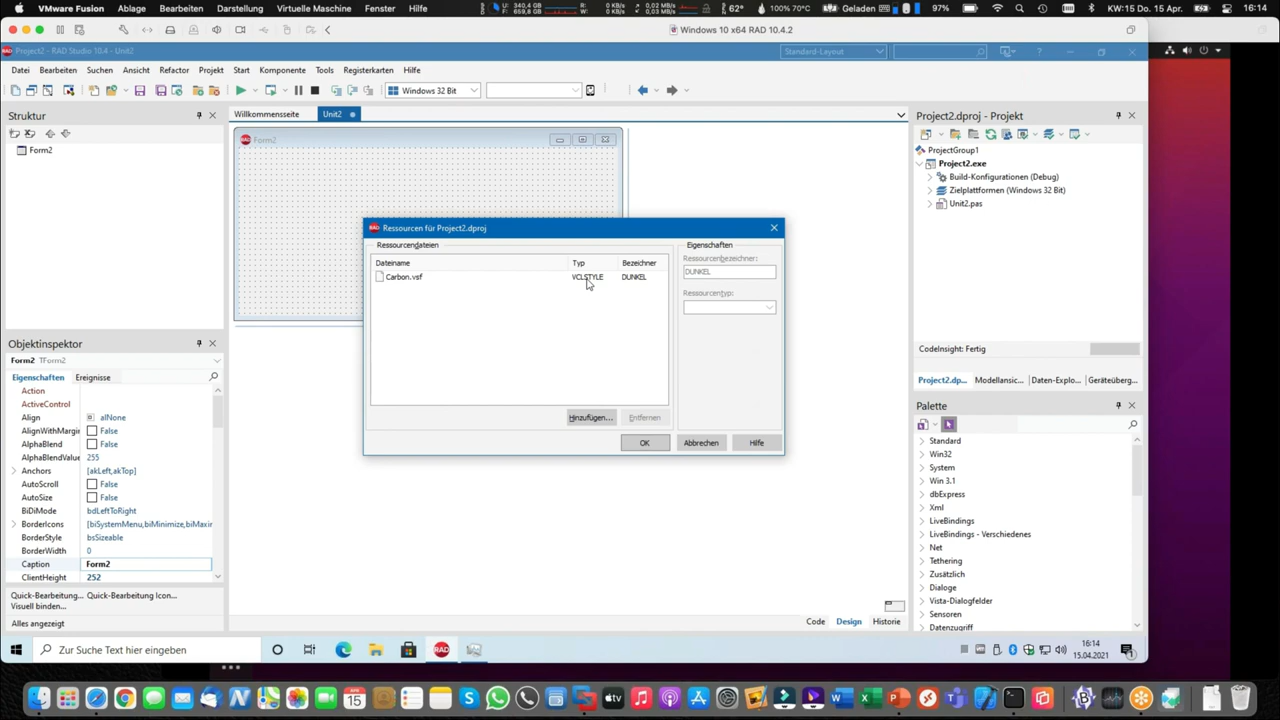 VMware Fusion Ablage Bearbeiten Darstellung Virtuelle Maschine Fenster Hilfe 62° 100% 70°C Geladen 97% KW15 Do. 15. Apr. 16:14
Windows 10 x64 RAD 10.4.2
Project2 - RAD Studio 10.4 - Unit2
Standard-Layout
Datei Bearbeiten Suchen Ansicht Refactor Projekt Start Komponente Tools Registerkarten Hilfe
Windows 32 Bit
Struktur
Willkommensseite
Unit2
Project2.dproj - Projekt
Form2
Form2
ProjectGroup1
Project2.exe
Build-Konfigurationen (Debug)
Zielplattformen (Windows 32 Bit)
Unit2.pas
Ressourcen für Project2.dproj
Ressourcendateien
Dateiname Typ Bezeichner
Carbon.vsf VCLSTYLE DUNKEL
Eigenschaften
Ressourcenbezeichner:
DUNKEL
Ressourcentyp:
Hinzufügen... Entfernen
OK Abbrechen Hilfe
CodeInsight: Fertig
Project2.dp... Modellansic... Daten-Explo... Geräteüberg...
Objektinspektor
Form2 TForm2
Eigenschaften Ereignisse
Action
ActiveControl
Align alNone
AlignWithMargin False
AlphaBlend False
AlphaBlendValue 255
Anchors [akLeft,akTop]
AutoScroll False
AutoSize False
BiDiMode bdLeftToRight
BorderIcons [biSystemMenu,biMinimize,biMaxir
BorderStyle bsSizeable
BorderWidth 0
Caption Form2
ClientHeight 252
Quick-Bearbeitung... Quick-Bearbeitung Icon...
Visuell binden...
Alles angezeigt
Palette
Standard
Win32
System
Win 3.1
dbExpress
Xml
LiveBindings
LiveBindings - Verschiedenes
Net
Tethering
Zusätzlich
Dialoge
Vista-Dialogfelder
Sensoren
Datenzugriff
Code Design Historie
Zur Suche Text hier eingeben
16:14
15.04.2021